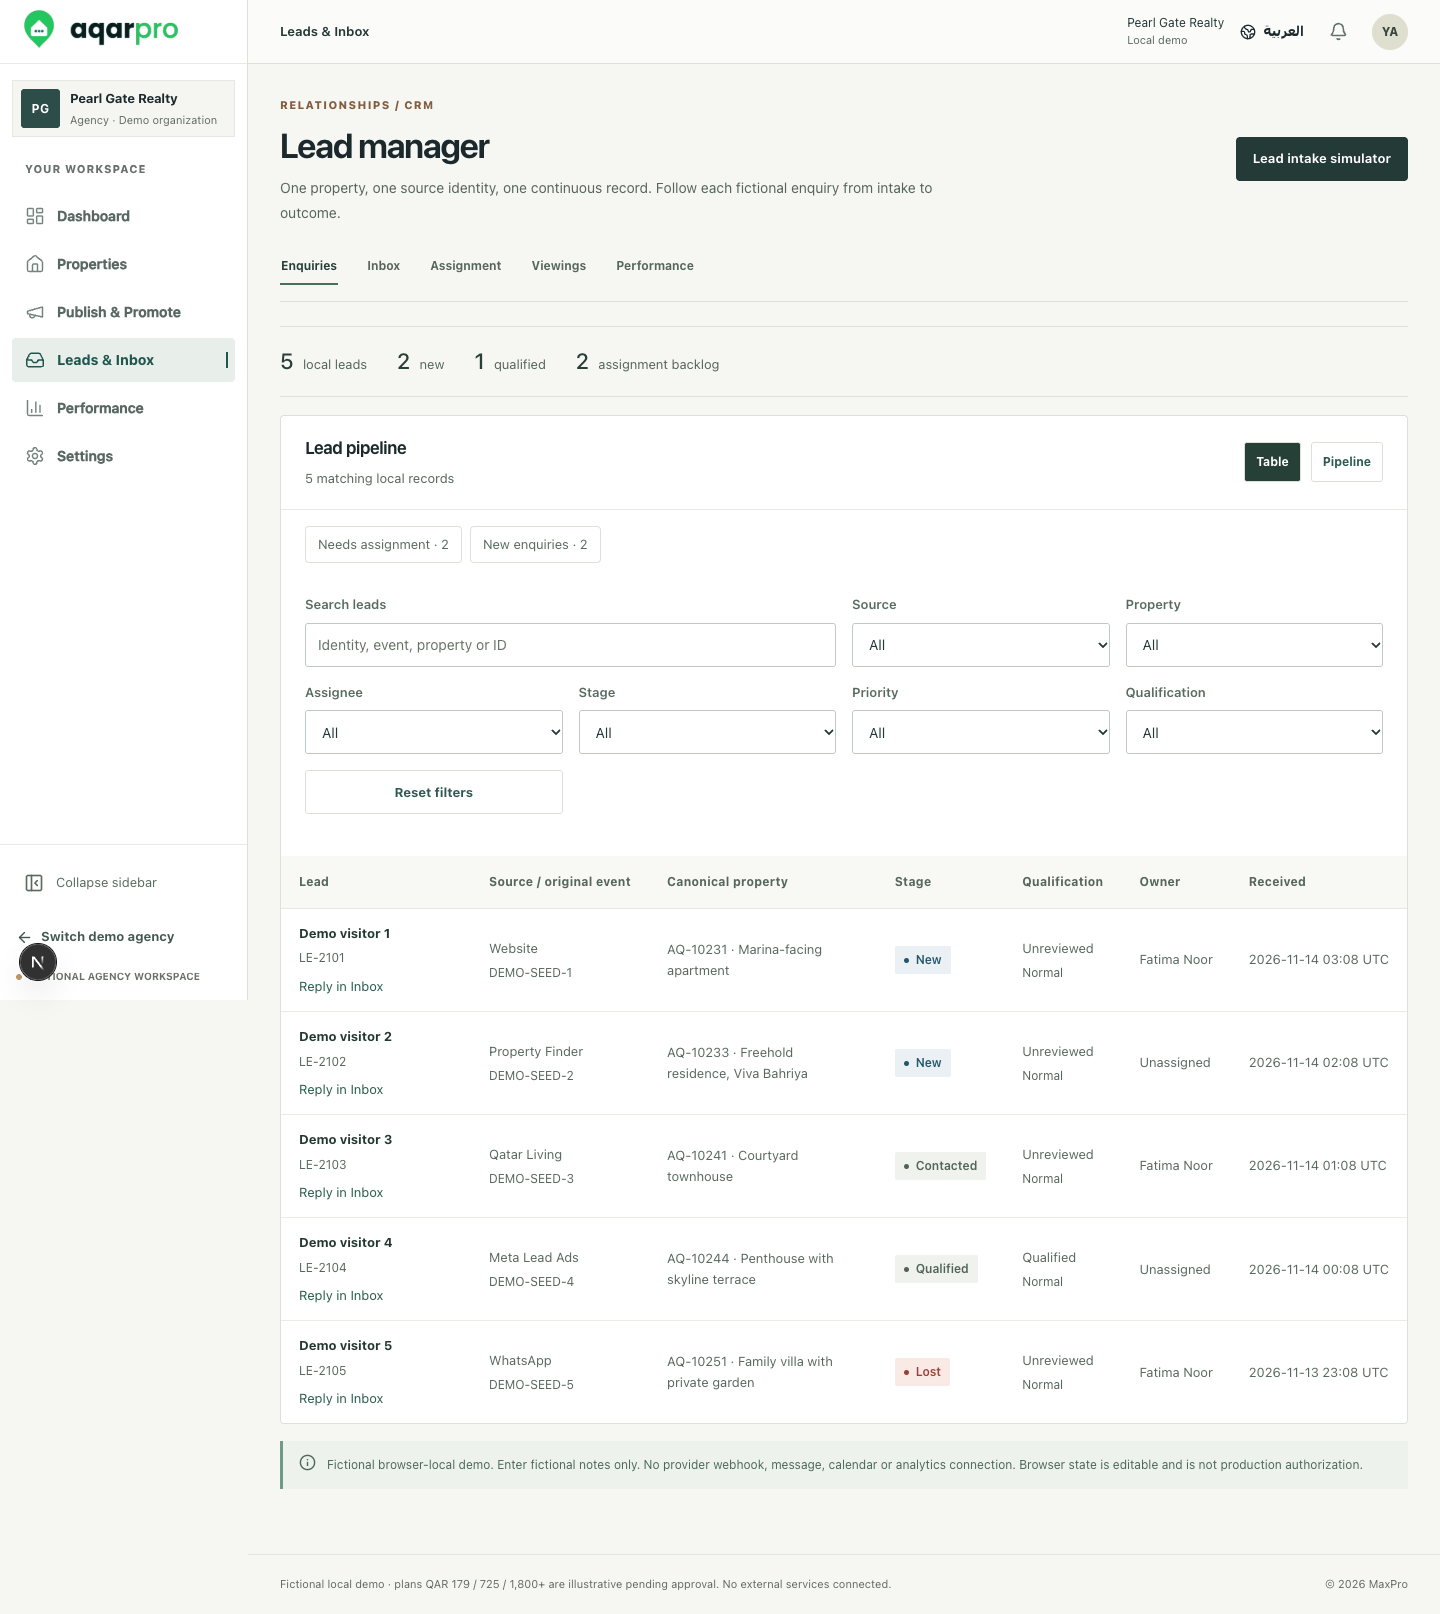 aqarpro
Leads & Inbox
Pearl Gate Realty
Local demo
العربية
YA
PG
Pearl Gate Realty
Agency · Demo organization
YOUR WORKSPACE
Dashboard
Properties
Publish & Promote
Leads & Inbox
Performance
Settings
Collapse sidebar
Switch demo agency
N
IONAL AGENCY WORKSPACE
RELATIONSHIPS / CRM
Lead manager
One property, one source identity, one continuous record. Follow each fictional enquiry from intake to
outcome.
Lead intake simulator
Enquiries Inbox Assignment Viewings Performance
5 local leads 2 new 1 qualified 2 assignment backlog
Lead pipeline
5 matching local records
Table Pipeline
Needs assignment · 2 New enquiries · 2
Search leads Source Property
Identity, event, property or ID All All
Assignee Stage Priority Qualification
All All All All
Reset filters
Lead Source / original event Canonical property Stage Qualification Owner Received
Demo visitor 1
LE-2101
Reply in Inbox
Website
DEMO-SEED-1
AQ-10231 · Marina-facing
apartment
New
Unreviewed
Normal
Fatima Noor
2026-11-14 03:08 UTC
Demo visitor 2
LE-2102
Reply in Inbox
Property Finder
DEMO-SEED-2
AQ-10233 · Freehold
residence, Viva Bahriya
New
Unreviewed
Normal
Unassigned
2026-11-14 02:08 UTC
Demo visitor 3
LE-2103
Reply in Inbox
Qatar Living
DEMO-SEED-3
AQ-10241 · Courtyard
townhouse
Contacted
Unreviewed
Normal
Fatima Noor
2026-11-14 01:08 UTC
Demo visitor 4
LE-2104
Reply in Inbox
Meta Lead Ads
DEMO-SEED-4
AQ-10244 · Penthouse with
skyline terrace
Qualified
Qualified
Normal
Unassigned
2026-11-14 00:08 UTC
Demo visitor 5
LE-2105
Reply in Inbox
WhatsApp
DEMO-SEED-5
AQ-10251 · Family villa with
private garden
Lost
Unreviewed
Normal
Fatima Noor
2026-11-13 23:08 UTC
Fictional browser-local demo. Enter fictional notes only. No provider webhook, message, calendar or analytics connection. Browser state is editable and is not production authorization.
Fictional local demo · plans QAR 179 / 725 / 1,800+ are illustrative pending approval. No external services connected.
© 2026 MaxPro